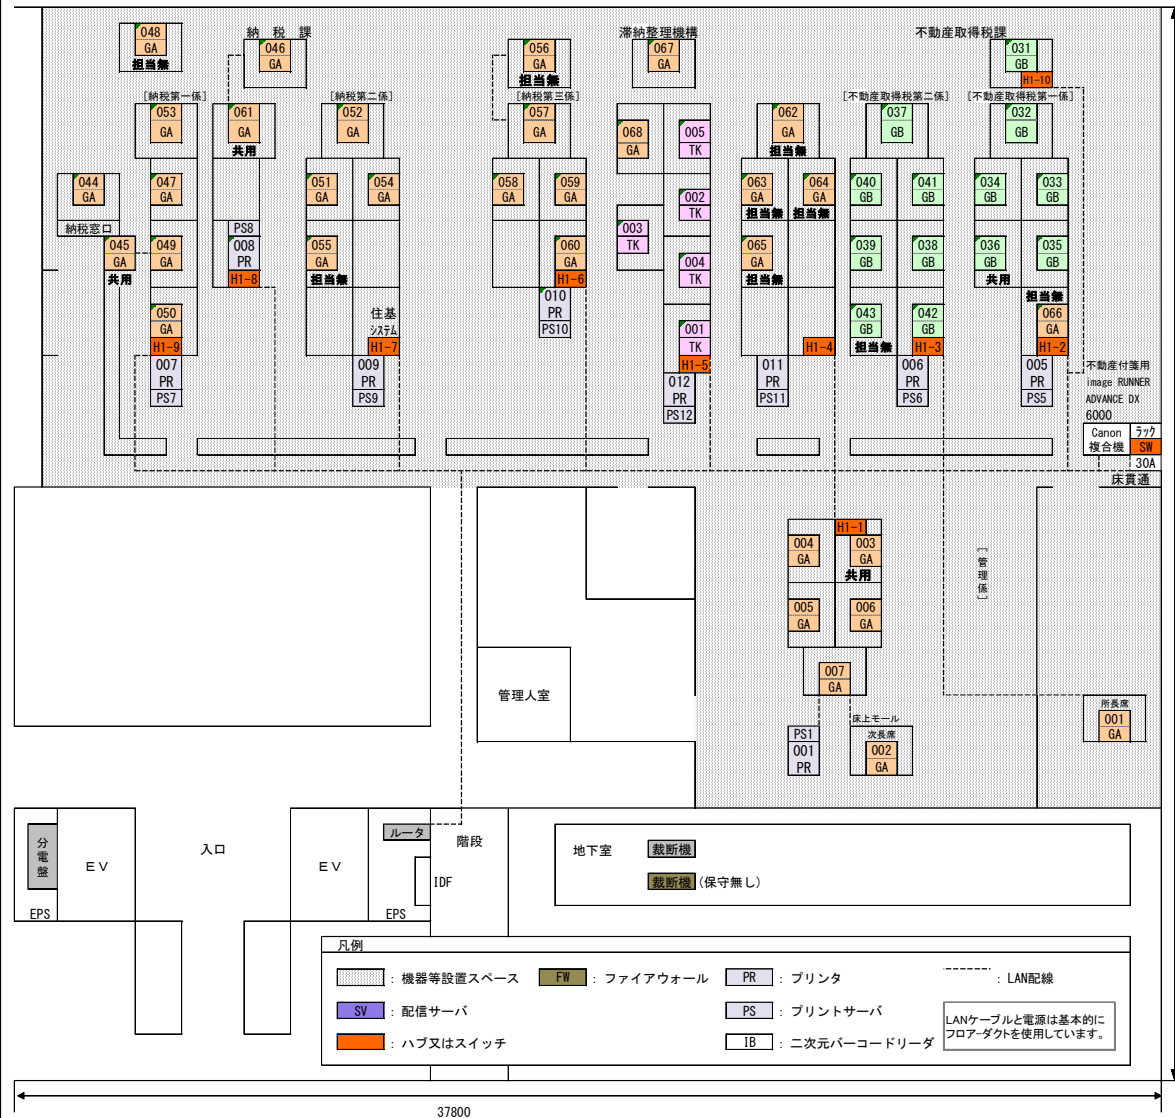 048
GA
担当無
納 税 課
046
GA
056
GA
担当無
滞納整理機構
067
GA
不動産取得税課
031
GB
H1-10
[納税第一係]
053
GA
061
GA
共用
[納税第二係]
052
GA
[納税第三係]
057
GA
068
GA
005
TK
062
GA
担当無
[不動産取得税第二係]
037
GB
[不動産取得税第一係]
032
GB
044
GA
047
GA
051
GA
054
GA
058
GA
059
GA
002
TK
063
GA
担当無
064
GA
担当無
040
GB
041
GB
034
GB
033
GB
納税窓口
045
GA
共用
049
GA
PS8
008
PR
H1-8
055
GA
担当無
060
GA
H1-6
003
TK
004
TK
065
GA
担当無
039
GB
038
GB
036
GB
共用
035
GB
担当無
050
GA
H1-9
007
PR
PS7
住基
システム
H1-7
009
PR
PS9
010
PR
PS10
001
TK
H1-5
012
PR
PS12
H1-4
011
PR
PS11
043
GB
担当無
042
GB
H1-3
006
PR
PS6
066
GA
H1-2
005
PR
PS5
不動産付箋用
image RUNNER
ADVANCE DX
6000
Canon
複合機
ラック
SW
30A
床貫通
H1-1
004
GA
003
GA
共用
005
GA
006
GA
007
GA
[管理係]
管理人室
PS1
001
PR
床上モール
次長席
002
GA
所長席
001
GA
分電盤
EV
入口
EV
ルータ
階段
IDF
EPS
EPS
地下室
裁断機
裁断機 (保守無し)
凡例
: 機器等設置スペース
FW : ファイアウォール
PR : プリンタ
: LAN配線
SV : 配信サーバ
PS : プリントサーバ
LANケーブルと電源は基本的に
フロア-ダクトを使用しています。
: ハブ又はスイッチ
IB : 二次元バーコードリーダ
37800